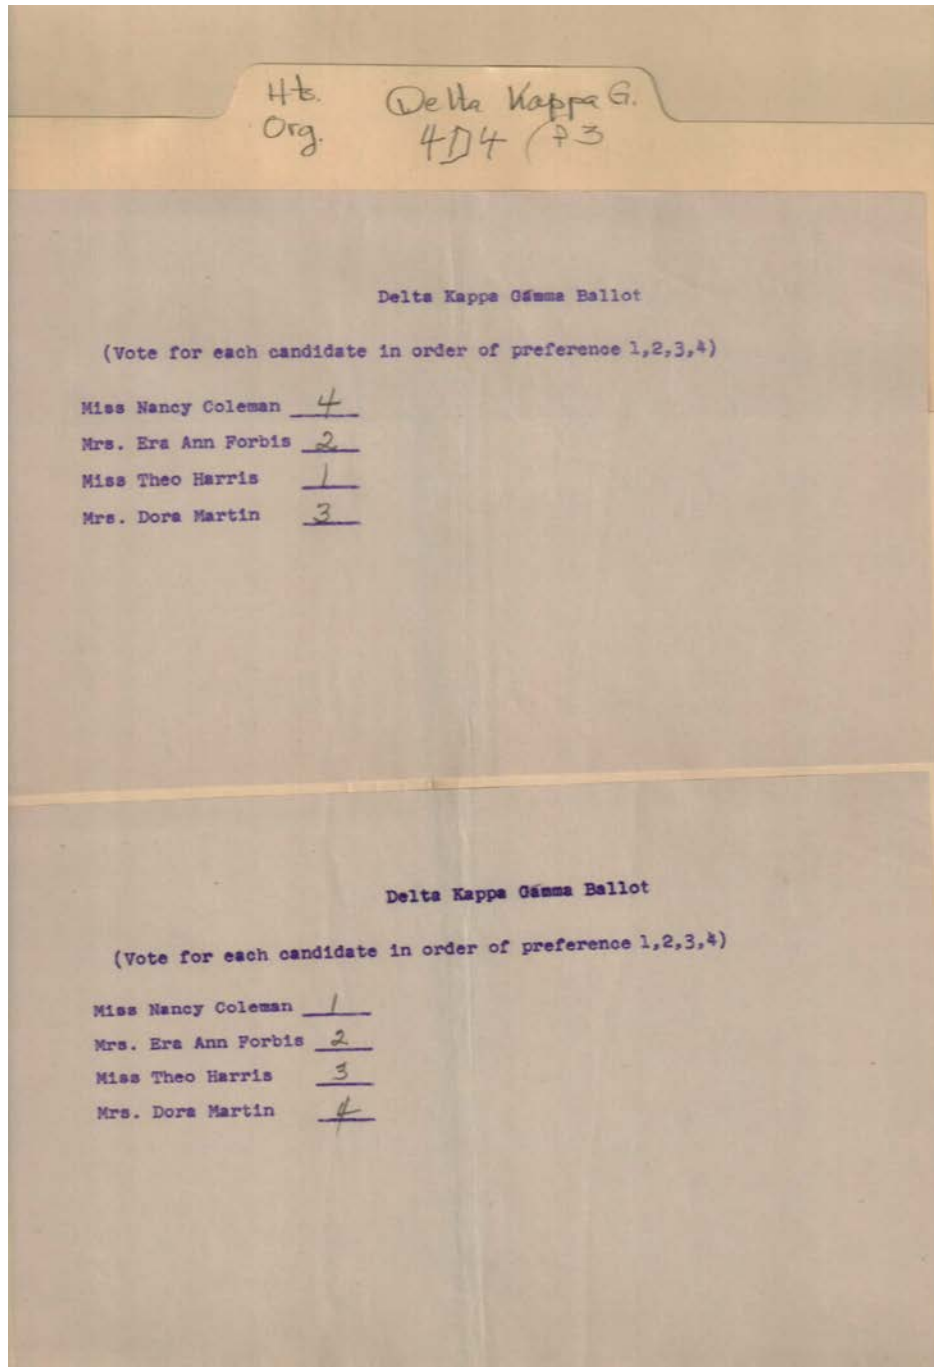 Hts. Delta Kappa G.
Org. 4D4 (P3
Delta Kappa Gamma Ballot
(Vote for each candidate in order of preference 1,2,3,4)
Miss Nancy Coleman 4
Mrs. Era Ann Forbis 2
Miss Theo Harris 1
Mrs. Dora Martin 3
Delta Kappa Gamma Ballot
(Vote for each candidate in order of preference 1,2,3,4)
Miss Nancy Coleman 1
Mrs. Era Ann Forbis 2
Miss Theo Harris 3
Mrs. Dora Martin 4